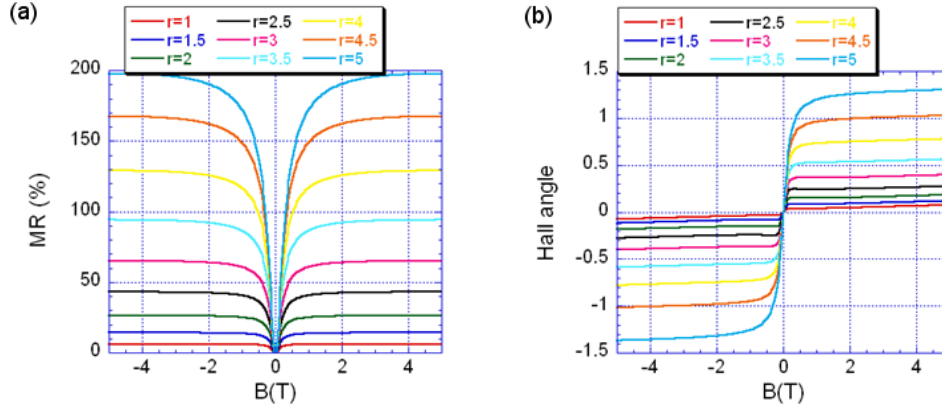 (a)
r=1 r=2.5 r=4
r=1.5 r=3 r=4.5
r=2 r=3.5 r=5
200
150
100
50
0
MR (%)
-4 -2 0 2 4
B(T)
(b)
r=1 r=2.5 r=4
r=1.5 r=3 r=4.5
r=2 r=3.5 r=5
1.5
1
0.5
0
-0.5
-1
-1.5
Hall angle
-4 -2 0 2 4
B(T)